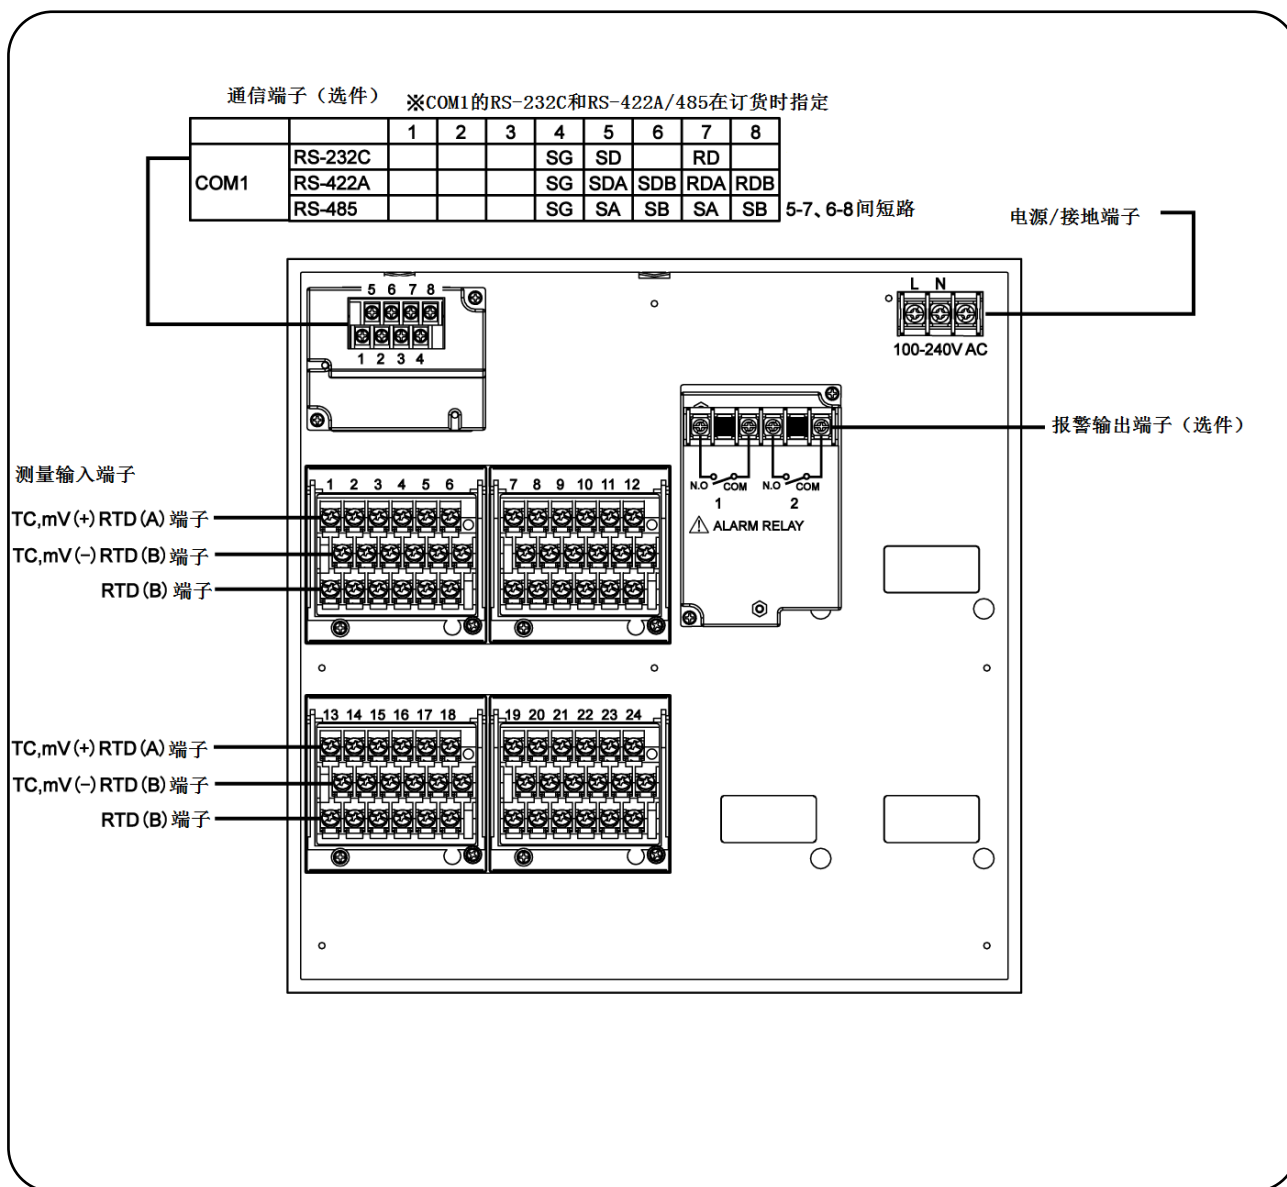 通信端子（选件） ※COM1的RS-232C和RS-422A/485在订货时指定
1 2 3 4 5 6 7 8
RS-232C SG SD RD
COM1 RS-422A SG SDA SDB RDA RDB
RS-485 SG SA SB SA SB 5-7、6-8间短路
电源/接地端子
5 6 7 8
1 2 3 4
L N
100-240V AC
报警输出端子（选件）
N.O COM N.O COM
1 2
⚠ ALARM RELAY
测量输入端子
1 2 3 4 5 6 7 8 9 10 11 12
TC,mV(+) RTD(A) 端子
TC,mV(−) RTD(B) 端子
RTD(B) 端子
13 14 15 16 17 18 19 20 21 22 23 24
TC,mV(+) RTD(A) 端子
TC,mV(−) RTD(B) 端子
RTD(B) 端子